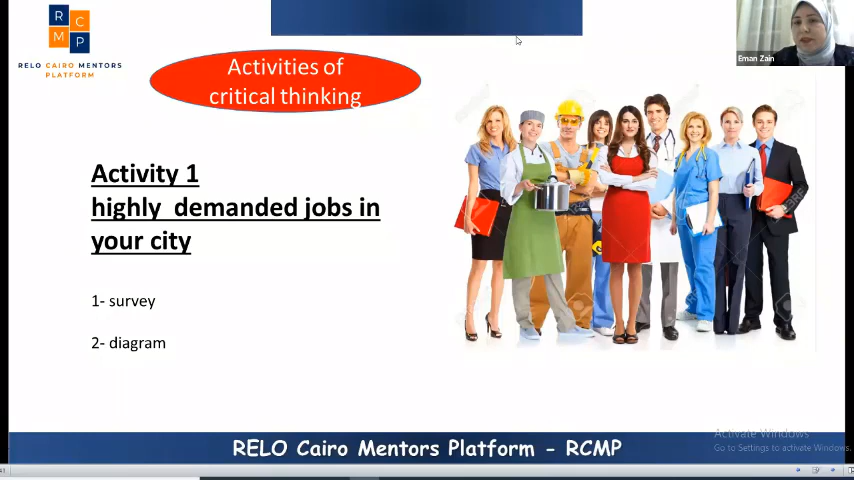 R C
M P
RELO CAIRO MENTORS
PLATFORM
Eman Zain
Activities of
critical thinking
Activity 1
highly demanded jobs in
your city
1- survey
2- diagram
Activate Windows
Go to Settings to activate Windows.
RELO Cairo Mentors Platform - RCMP